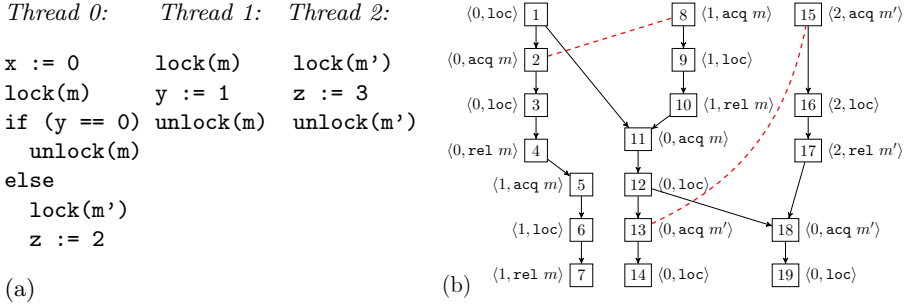 Thread 0: Thread 1: Thread 2:
x := 0 lock(m) lock(m')
lock(m) y := 1 z := 3
if (y == 0) unlock(m) unlock(m')
unlock(m)
else
lock(m')
z := 2
(a)
⟨0, loc⟩ 1 8 ⟨1, acq m⟩ 15 ⟨2, acq m′⟩
⟨0, acq m⟩ 2 9 ⟨1, loc⟩
⟨0, loc⟩ 3 10 ⟨1, rel m⟩ 16 ⟨2, loc⟩
⟨0, rel m⟩ 4 11 ⟨0, acq m⟩ 17 ⟨2, rel m′⟩
⟨1, acq m⟩ 5 12 ⟨0, loc⟩
⟨1, loc⟩ 6 13 ⟨0, acq m′⟩ 18 ⟨0, acq m′⟩
⟨1, rel m⟩ 7 14 ⟨0, loc⟩ 19 ⟨0, loc⟩
(b)